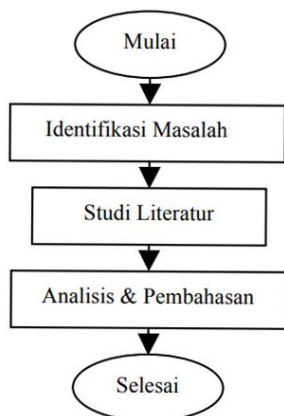 Mulai
Identifikasi Masalah
Studi Literatur
Analisis & Pembahasan
Selesai